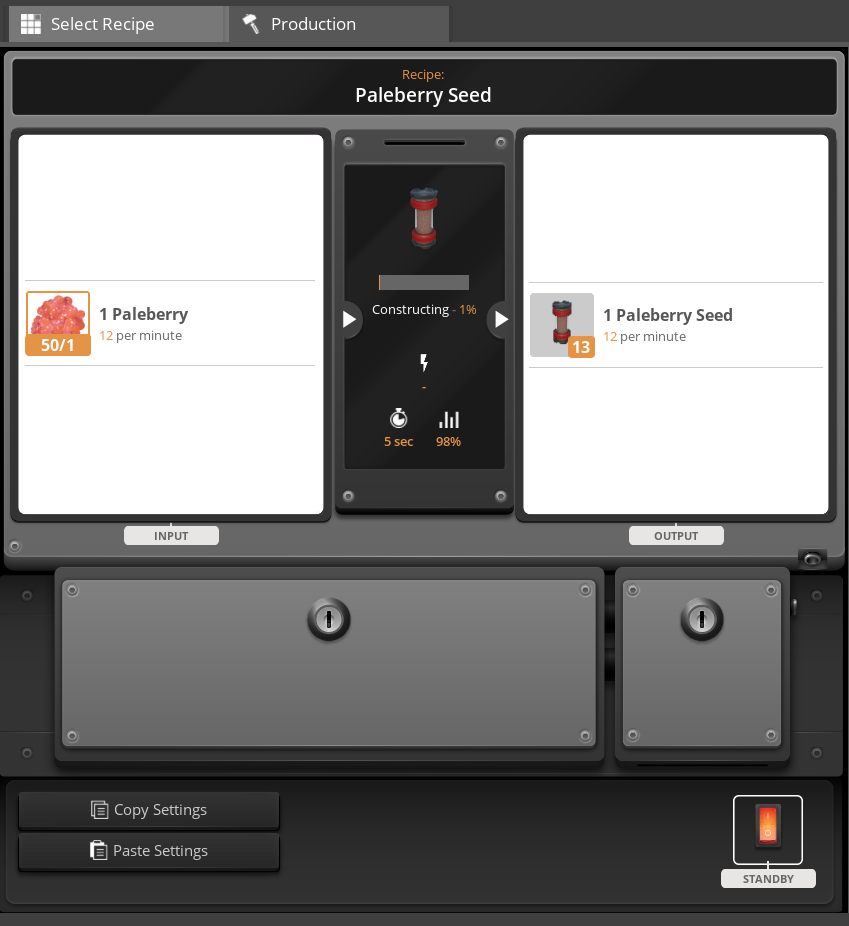 Select Recipe
Production
Recipe:
Paleberry Seed
50/1
1 Paleberry
12 per minute
Constructing - 1%
-
5 sec
98%
13
1 Paleberry Seed
12 per minute
INPUT
OUTPUT
Copy Settings
Paste Settings
STANDBY